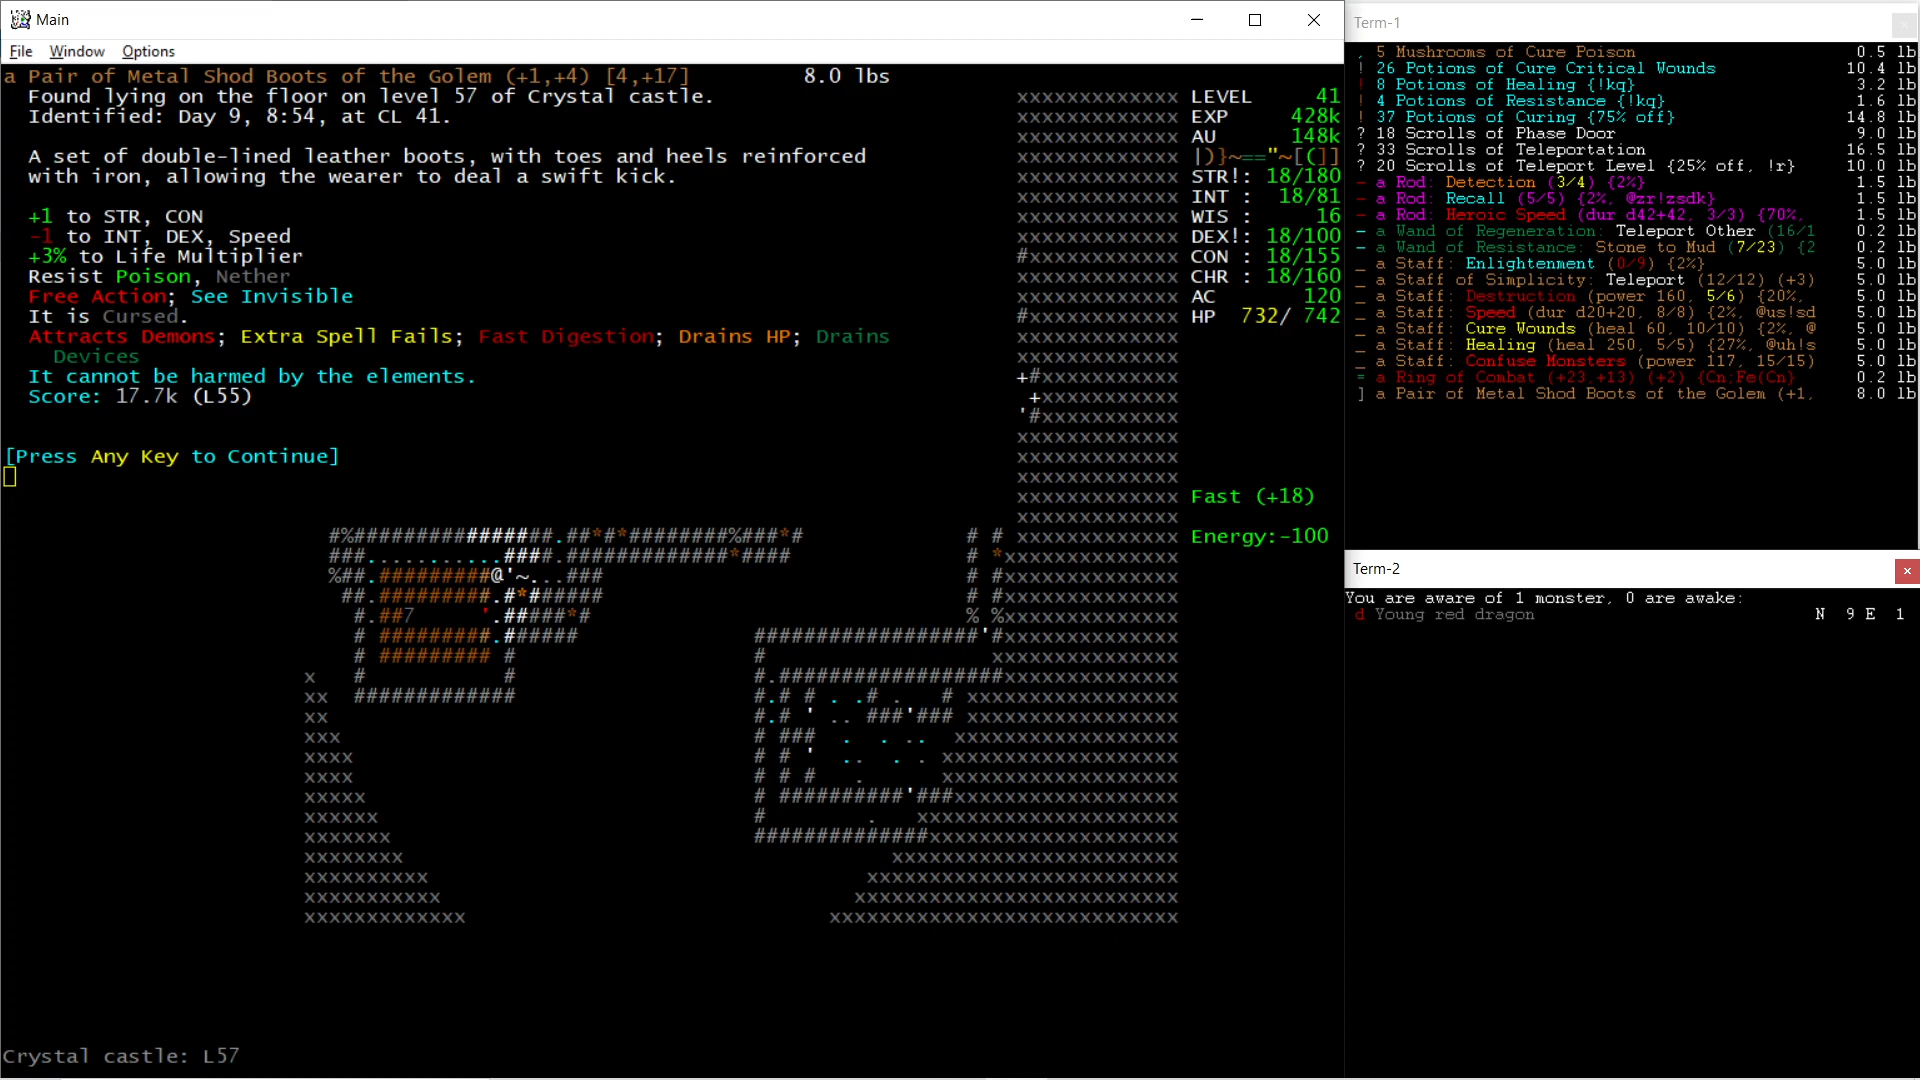 Main
File Window Options
a Pair of Metal Shod Boots of the Golem (+1,+4) [4,+17] 8.0 lbs
Found lying on the floor on level 57 of Crystal castle.
Identified: Day 9, 8:54, at CL 41.
A set of double-lined leather boots, with toes and heels reinforced
with iron, allowing the wearer to deal a swift kick.
+1 to STR, CON
-1 to INT, DEX, Speed
+3% to Life Multiplier
Resist Poison, Nether
Free Action; See Invisible
It is Cursed.
Attracts Demons; Extra Spell Fails; Fast Digestion; Drains HP; Drains
Devices
It cannot be harmed by the elements.
Score: 17.7k (L55)
[Press Any Key to Continue]
LEVEL 41
EXP 428k
AU 148k
|)}~=="~[(]]
STR!: 18/180
INT : 18/81
WIS : 16
DEX!: 18/100
CON : 18/155
CHR : 18/160
AC 120
HP 732/ 742
Fast (+18)
Energy:-100
Crystal castle: L57
Term-1
, 5 Mushrooms of Cure Poison 0.5 lb
! 26 Potions of Cure Critical Wounds 10.4 lb
! 8 Potions of Healing {!kq} 3.2 lb
! 4 Potions of Resistance {!kq} 1.6 lb
! 37 Potions of Curing {75% off} 14.8 lb
? 18 Scrolls of Phase Door 9.0 lb
? 33 Scrolls of Teleportation 16.5 lb
? 20 Scrolls of Teleport Level {25% off, !r} 10.0 lb
- a Rod: Detection (3/4) {2%} 1.5 lb
- a Rod: Recall (5/5) {2%, @zr!zsdk} 1.5 lb
- a Rod: Heroic Speed (dur d42+42, 3/3) {70%, 1.5 lb
- a Wand of Regeneration: Teleport Other (16/1 0.2 lb
- a Wand of Resistance: Stone to Mud (7/23) {2 0.2 lb
_ a Staff: Enlightenment (0/9) {2%} 5.0 lb
_ a Staff of Simplicity: Teleport (12/12) (+3) 5.0 lb
_ a Staff: Destruction (power 160, 5/6) {20%, 5.0 lb
_ a Staff: Speed (dur d20+20, 8/8) {2%, @us!sd 5.0 lb
_ a Staff: Cure Wounds (heal 60, 10/10) {2%, @ 5.0 lb
_ a Staff: Healing (heal 250, 5/5) {27%, @uh!s 5.0 lb
_ a Staff: Confuse Monsters (power 117, 15/15) 5.0 lb
= a Ring of Combat (+23,+13) (+2) {Cn;Fe(Cn} 0.2 lb
] a Pair of Metal Shod Boots of the Golem (+1, 8.0 lb
Term-2
You are aware of 1 monster, 0 are awake:
d Young red dragon N 9 E 1